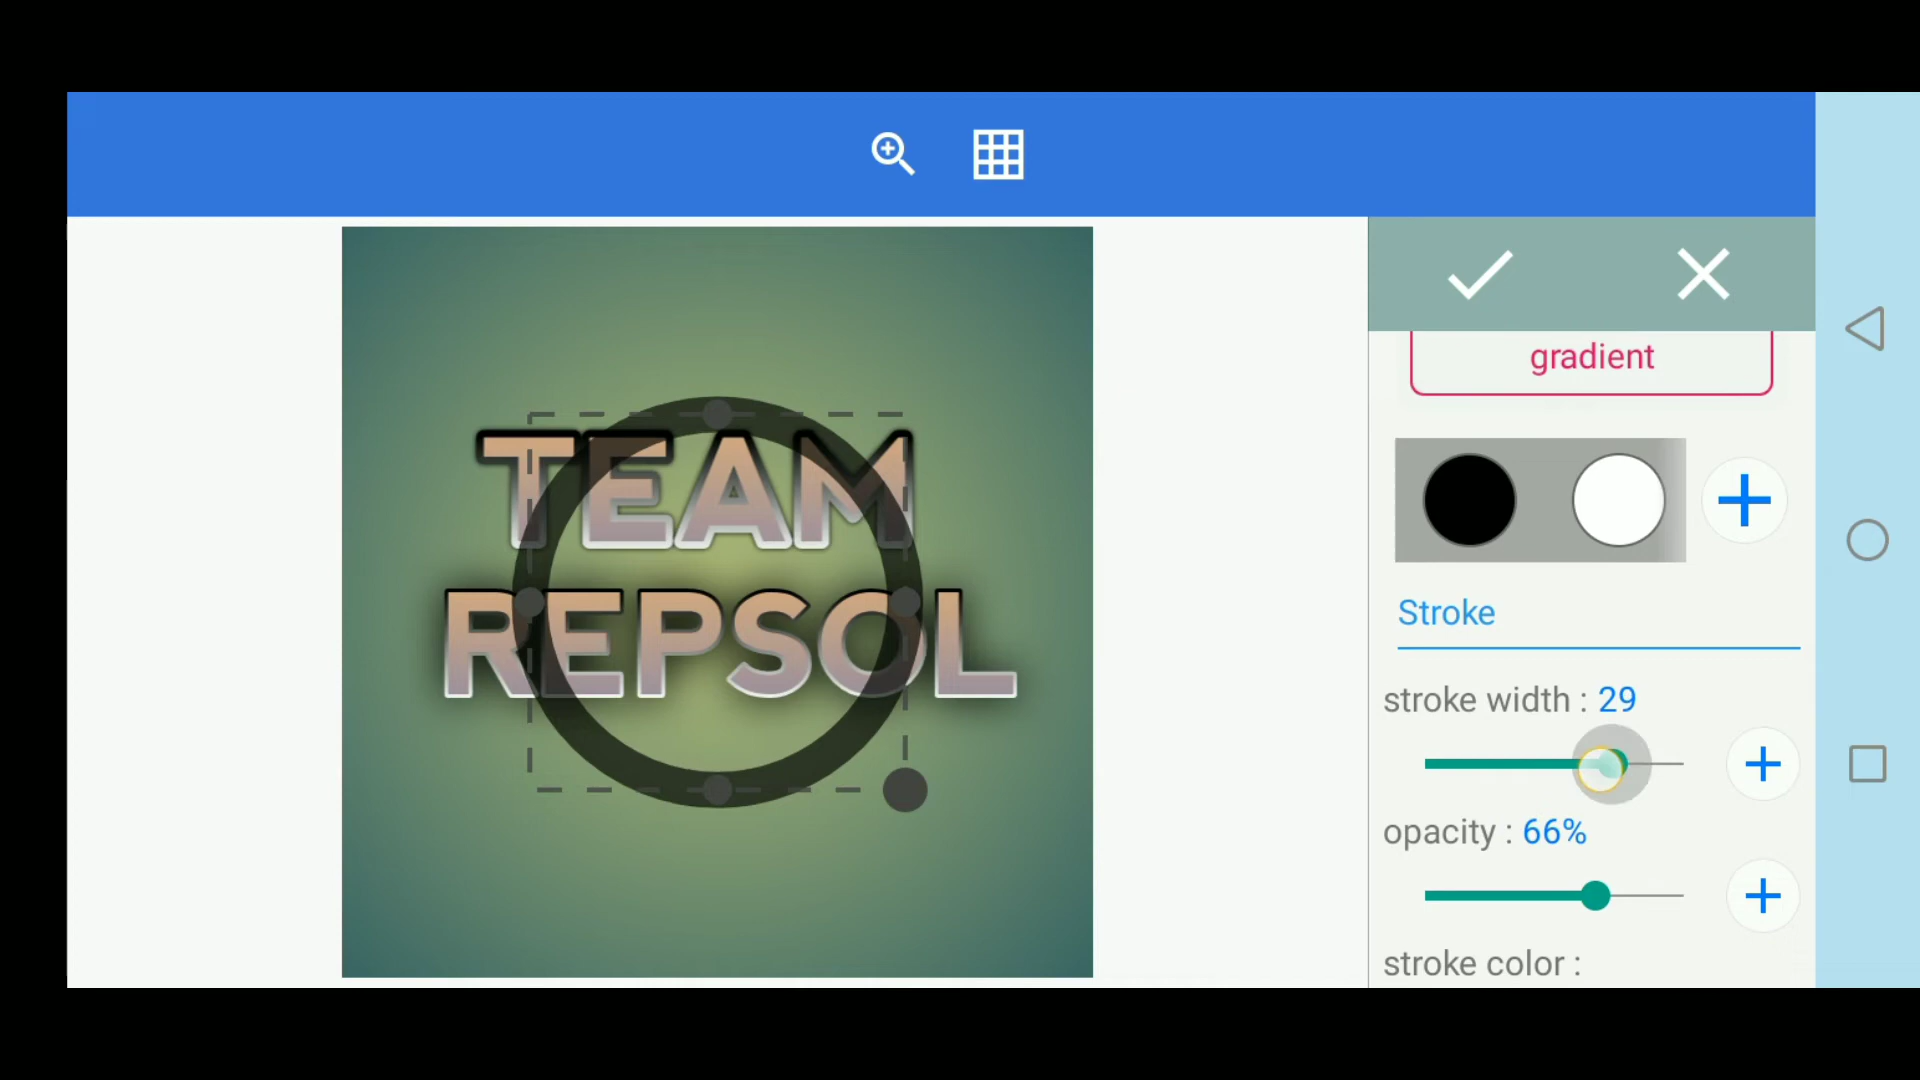 TEAM
REPSOL
gradient
Stroke
stroke width : 29
opacity : 66%
stroke color :